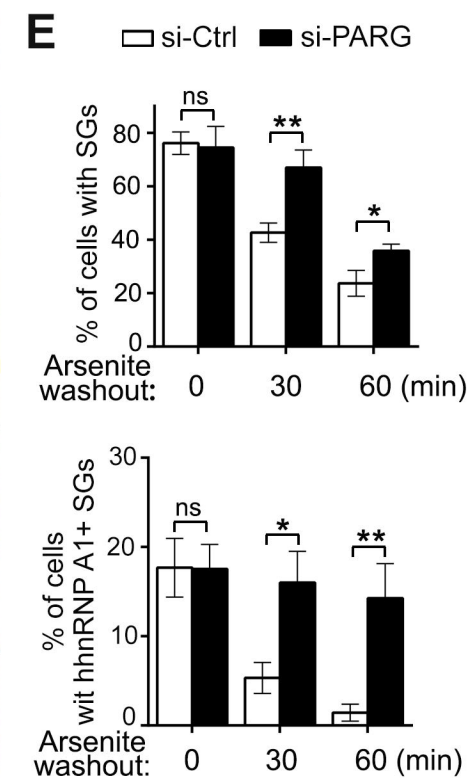 E
si-Ctrl si-PARG
% of cells with SGs
80
60
40
20
0
ns
**
*
Arsenite
washout: 0 30 60 (min)
% of cells
wit hhnRNP A1+ SGs
30
20
10
0
ns
*
**
Arsenite
washout: 0 30 60 (min)